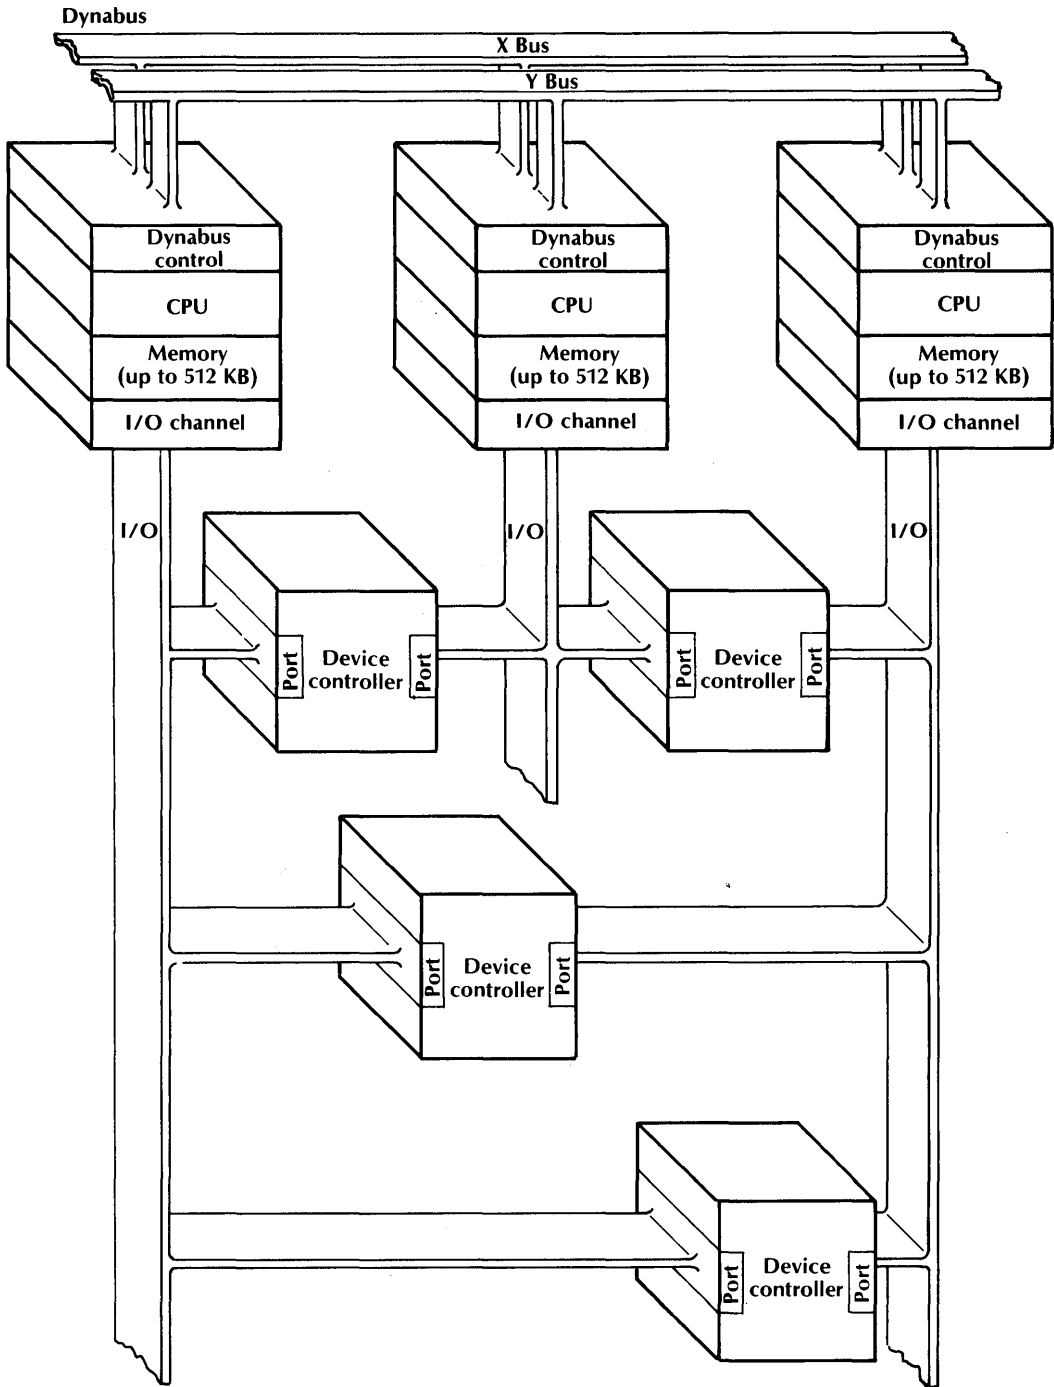 Dynabus
X Bus
Y Bus
Dynabus
control
CPU
Memory
(up to 512 KB)
I/O channel
Dynabus
control
CPU
Memory
(up to 512 KB)
I/O channel
Dynabus
control
CPU
Memory
(up to 512 KB)
I/O channel
I/O
I/O
I/O
Port
Device
controller
Port
Port
Device
controller
Port
Port
Device
controller
Port
Port
Device
controller
Port